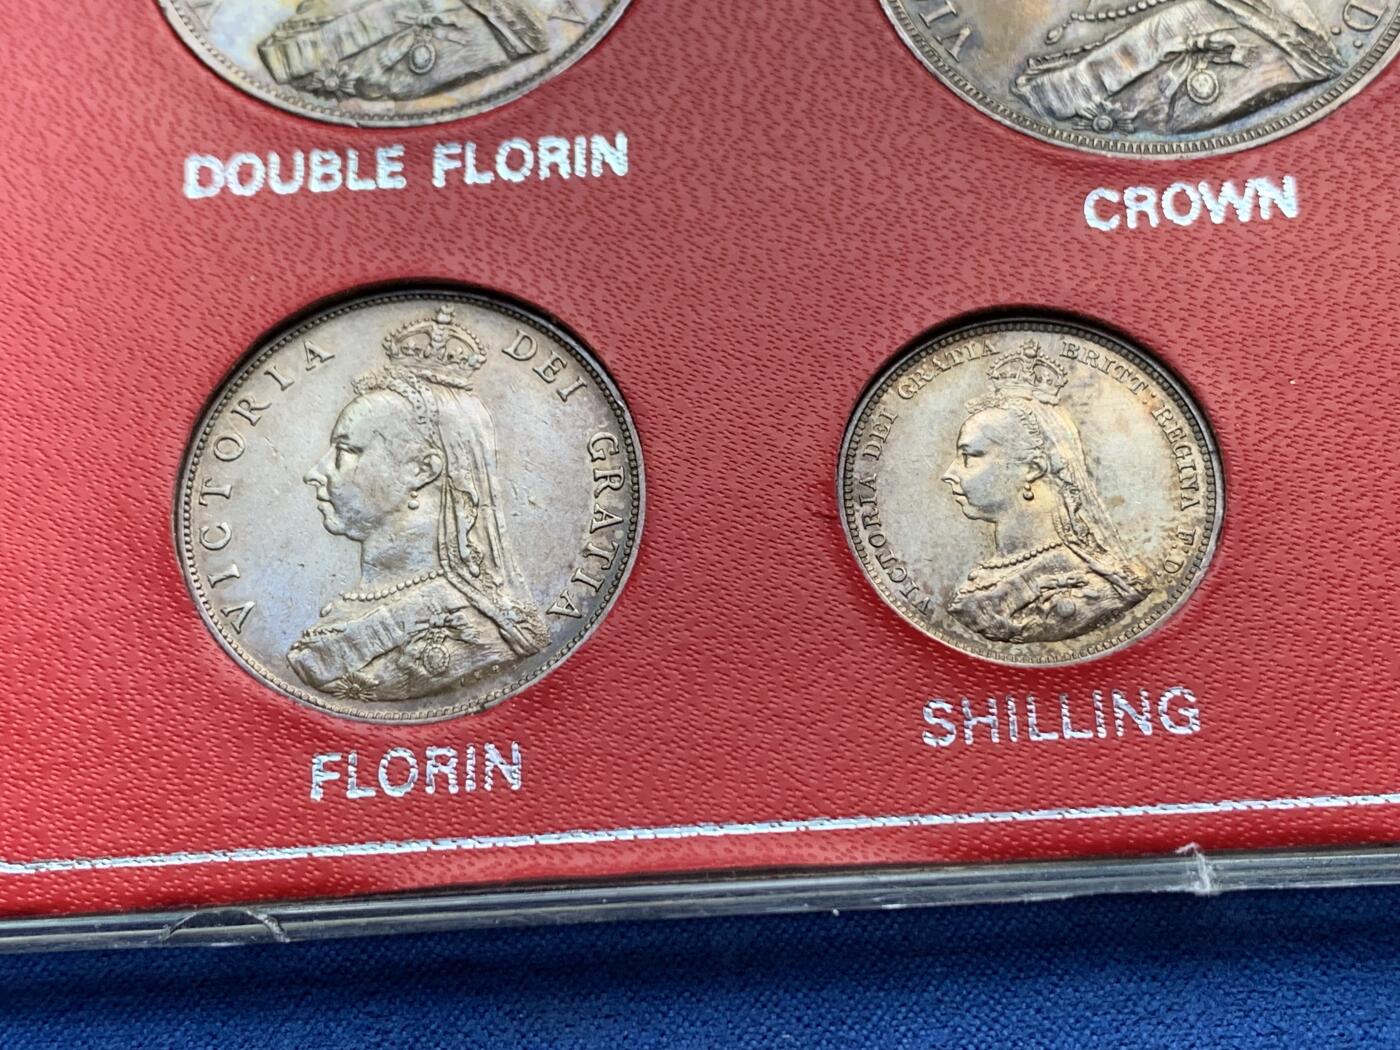 DOUBLE FLORIN
CROWN
VICTORIA DEI GRATIA
VICTORIA DEI GRATIA BRITT: REGINA F:D:
FLORIN
SHILLING